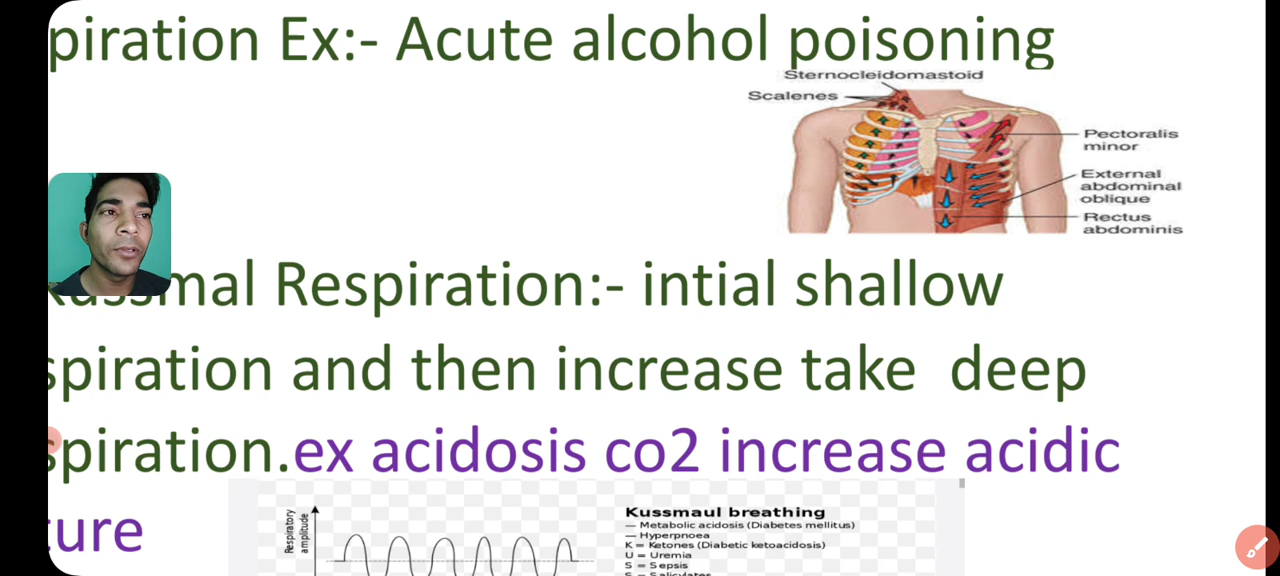 piration Ex:- Acute alcohol poisoning
Sternocleidomastoid
Scalenes
Pectoralis
minor
External
abdominal
oblique
Rectus
abdominis
mal Respiration:- intial shallow
spiration and then increase take deep
spiration.ex acidosis co2 increase acidic
ture
Respiratory
amplitude
Kussmaul breathing
— Metabolic acidosis (Diabetes mellitus)
— Hyperpnoea
K = Ketones (Diabetic ketoacidosis)
U = Uremia
S = Sepsis
S = Salicylates